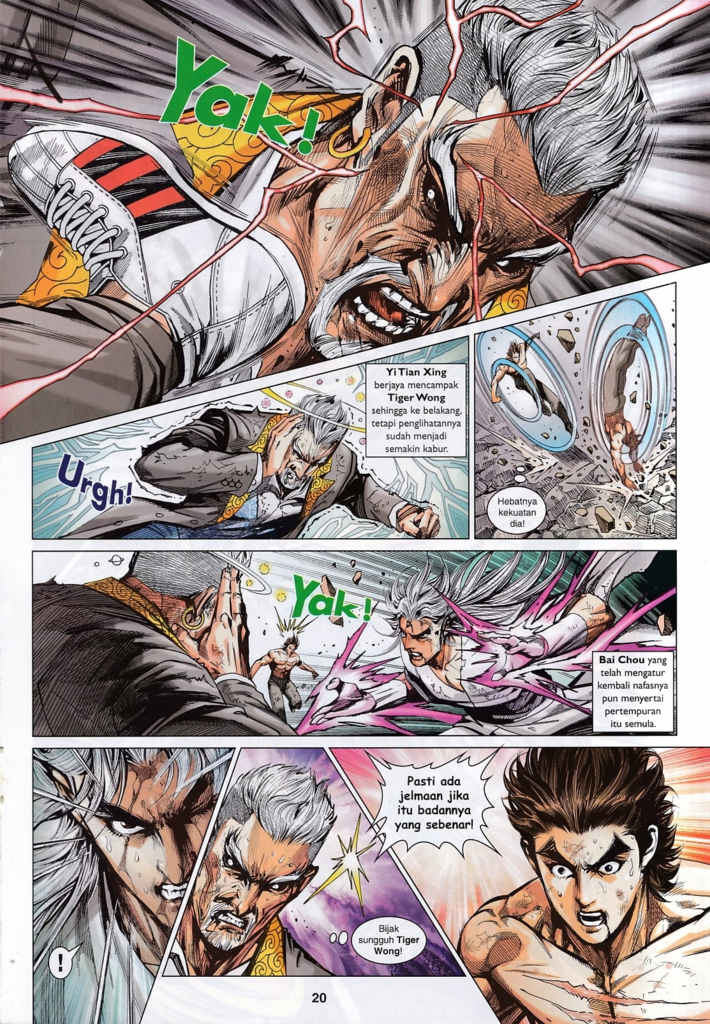 Yak!
Yi Tian Xing
berjaya mencampak
Tiger Wong
sehingga ke belakang,
tetapi penglihatannya
sudah menjadi
semakin kabur.
Urgh!
Hebatnya
kekuatan
dia!
Yak!
Bai Chou yang
telah mengatur
kembali nafasnya
pun menyertai
pertempuran
itu semula.
!
Bijak
sungguh Tiger
Wong!
Pasti ada
jelmaan jika
itu badannya
yang sebenar!
20